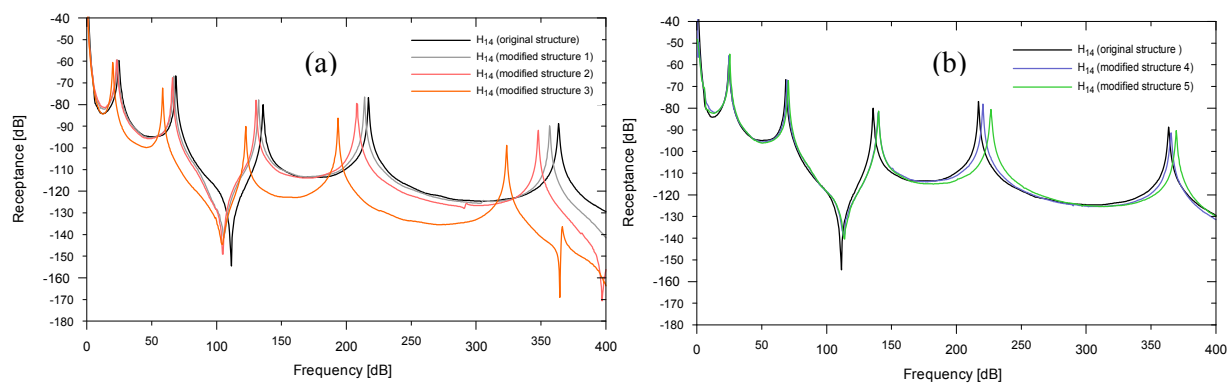 (a)
H14 (original structure)
H14 (modified structure 1)
H14 (modified structure 2)
H14 (modified structure 3)
Receptance [dB]
-40
-50
-60
-70
-80
-90
-100
-110
-120
-130
-140
-150
-160
-170
-180
0 50 100 150 200 250 300 350 400
Frequency [dB]
(b)
H14 (original structure )
H14 (modified structure 4)
H14 (modified structure 5)
Receptance [dB]
-40
-50
-60
-70
-80
-90
-100
-110
-120
-130
-140
-150
-160
-170
-180
0 50 100 150 200 250 300 350 400
Frequency [dB]